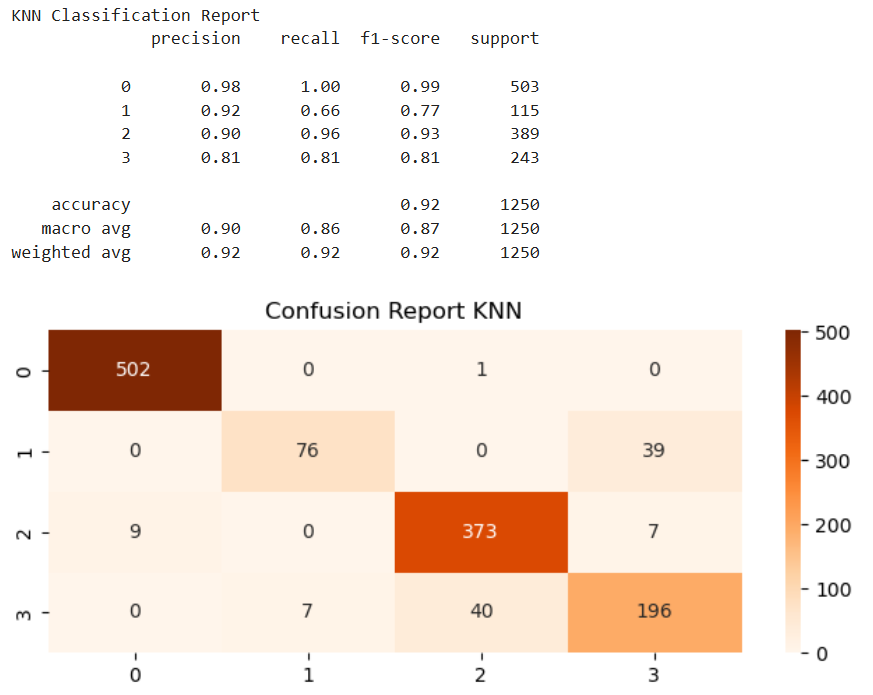 KNN Classification Report
precision recall f1-score support
0 0.98 1.00 0.99 503
1 0.92 0.66 0.77 115
2 0.90 0.96 0.93 389
3 0.81 0.81 0.81 243
accuracy 0.92 1250
macro avg 0.90 0.86 0.87 1250
weighted avg 0.92 0.92 0.92 1250
Confusion Report KNN
0 502 0 1 0
1 0 76 0 39
2 9 0 373 7
3 0 7 40 196
0 1 2 3
500
400
300
200
100
0